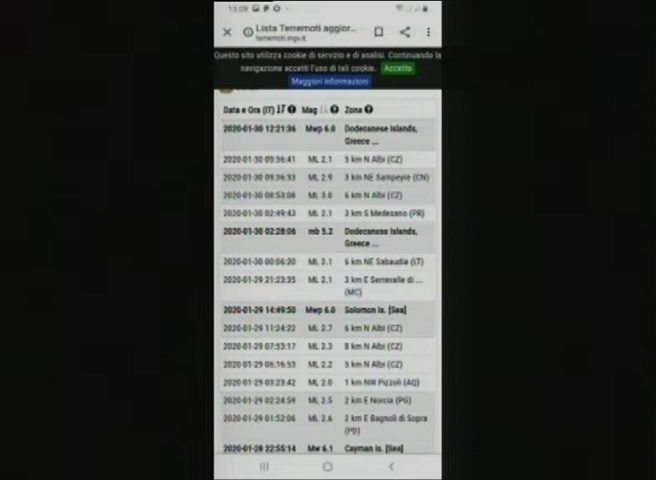 13:08
Lista Terremoti aggior...
terremoti.ingv.it
Questo sito utilizza cookie di servizio e di analisi. Continuando la
navigazione accetti l'uso di tali cookie. Accetto
Maggiori informazioni
Data e Ora (IT) Mag Zona
2020-01-30 12:21:36 Mwp 6.0 Dodecanese Islands,
Greece ...
2020-01-30 09:56:41 ML 2.1 5 km N Albi (CZ)
2020-01-30 09:36:33 ML 2.9 3 km NE Sampeyre (CN)
2020-01-30 08:53:08 ML 3.0 6 km N Albi (CZ)
2020-01-30 02:49:43 ML 2.1 3 km S Medesano (PR)
2020-01-30 02:28:06 mb 5.2 Dodecanese Islands,
Greece ...
2020-01-30 00:06:20 ML 2.1 6 km NE Sabaudia (LT)
2020-01-29 21:23:35 ML 2.1 3 km E Serravalle di ...
(MC)
2020-01-29 14:49:50 Mwp 6.0 Solomon Is. [Sea]
2020-01-29 11:24:22 ML 2.7 6 km N Albi (CZ)
2020-01-29 07:53:17 ML 2.3 8 km N Albi (CZ)
2020-01-29 06:16:53 ML 2.2 5 km N Albi (CZ)
2020-01-29 03:23:42 ML 2.0 1 km NW Pizzoli (AQ)
2020-01-29 02:24:59 ML 2.5 2 km E Norcia (PG)
2020-01-29 01:52:06 ML 2.6 2 km E Bagnoli di Sopra
(PD)
2020-01-28 22:55:14 Mw 6.1 Cayman Is. [Sea]